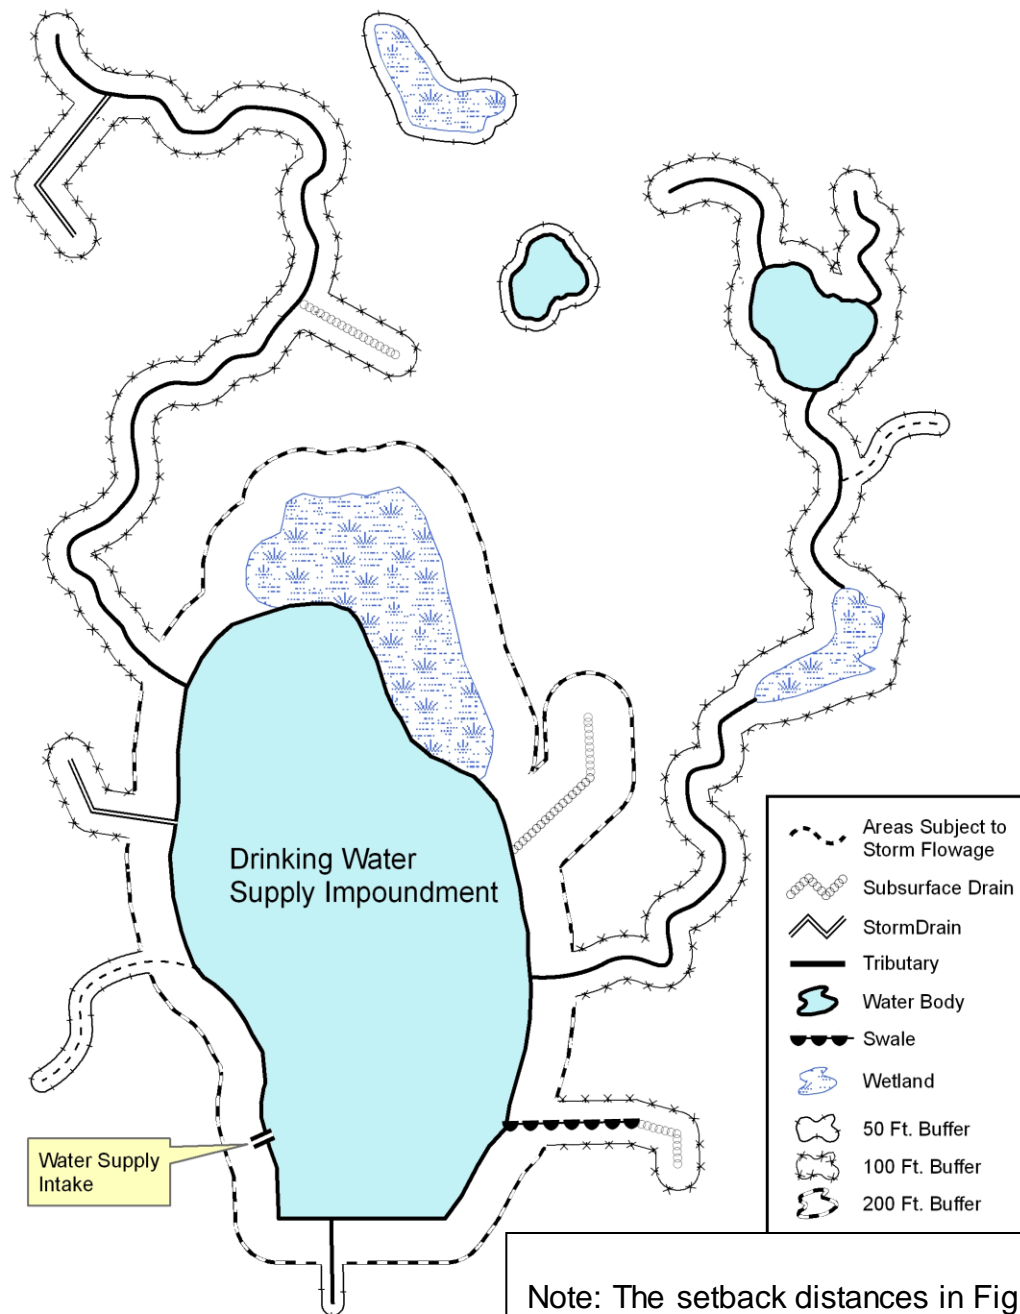 Drinking Water
Supply Impoundment
Water Supply
Intake
Areas Subject to
Storm Flowage
Subsurface Drain
StormDrain
Tributary
Water Body
Swale
Wetland
50 Ft. Buffer
100 Ft. Buffer
200 Ft. Buffer
Note: The setback distances in Fig